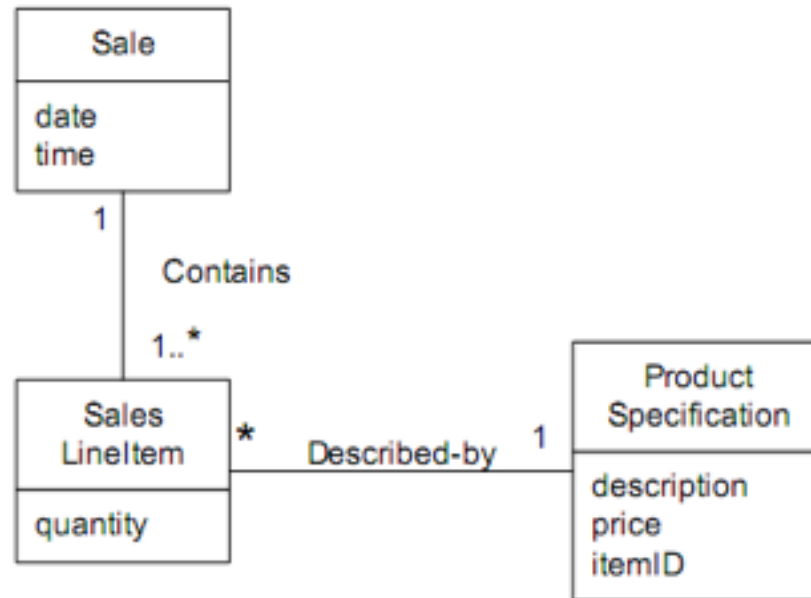 Sale
date
time
1
Contains
1..*
Sales
LineItem
quantity
*
Described-by
1
Product
Specification
description
price
itemID